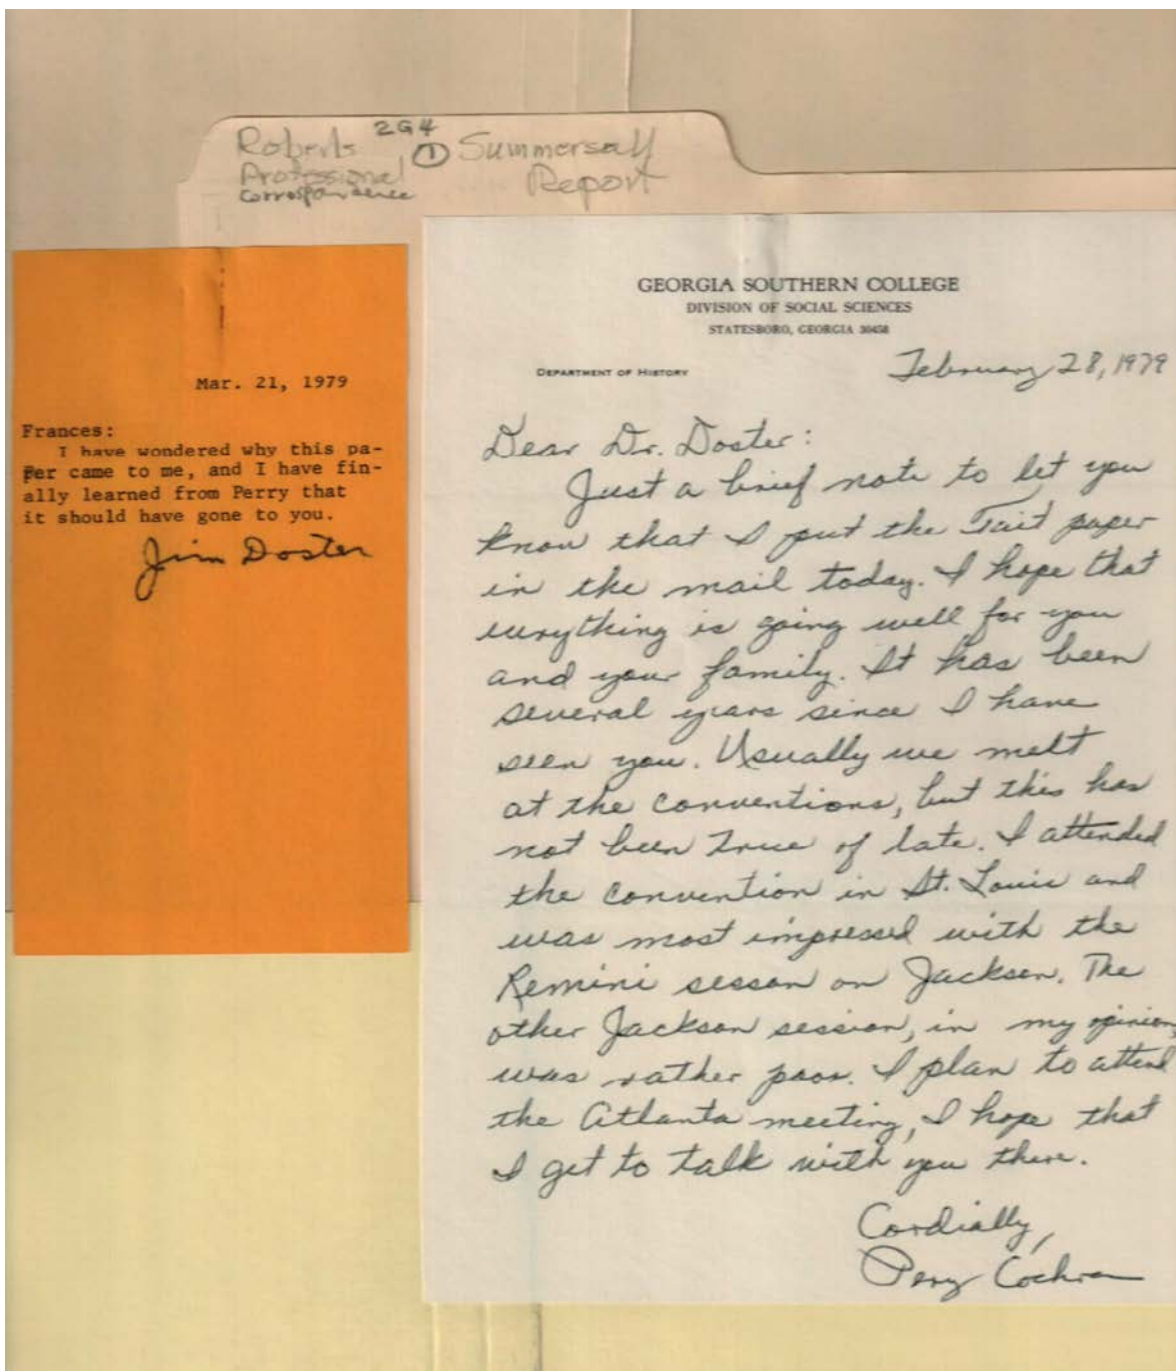 Roberts 2G4 ① Summersall
Professional Report
Correspondence
Mar. 21, 1979
Frances:
I have wondered why this pa-
per came to me, and I have fin-
ally learned from Perry that
it should have gone to you.
Jim Doster
GEORGIA SOUTHERN COLLEGE
DIVISION OF SOCIAL SCIENCES
STATESBORO, GEORGIA 30458
DEPARTMENT OF HISTORY
February 28, 1979
Dear Dr. Doster:
Just a brief note to let you
know that I put the Tait paper
in the mail today. I hope that
everything is going well for you
and your family. It has been
several years since I have
seen you. Usually we meet
at the conventions, but this has
not been true of late. I attended
the convention in St. Louis and
was most impressed with the
Remini sesson on Jackson. The
other Jackson session, in my opinion,
was rather poor. I plan to attend
the Atlanta meeting, I hope that
I get to talk with you there.
Cordially,
Perry Cochran